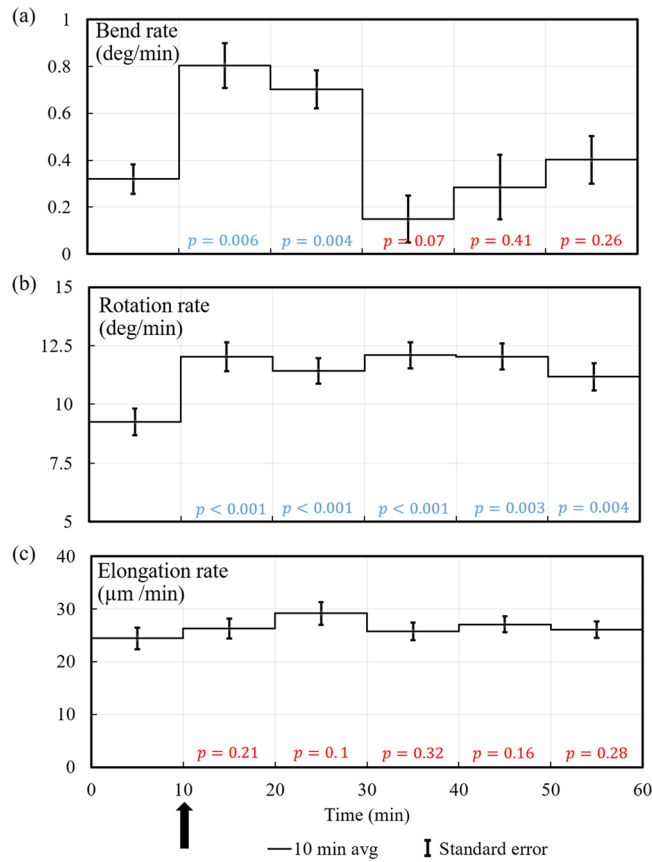 (a)
Bend rate
(deg/min)
1
0.8
0.6
0.4
0.2
0
p = 0.006 p = 0.004 p = 0.07 p = 0.41 p = 0.26
(b)
Rotation rate
(deg/min)
15
12.5
10
7.5
5
p < 0.001 p < 0.001 p < 0.001 p = 0.003 p = 0.004
(c)
Elongation rate
(µm /min)
40
30
20
10
0
p = 0.21 p = 0.1 p = 0.32 p = 0.16 p = 0.28
0 10 20 30 40 50 60
Time (min)
10 min avg Standard error